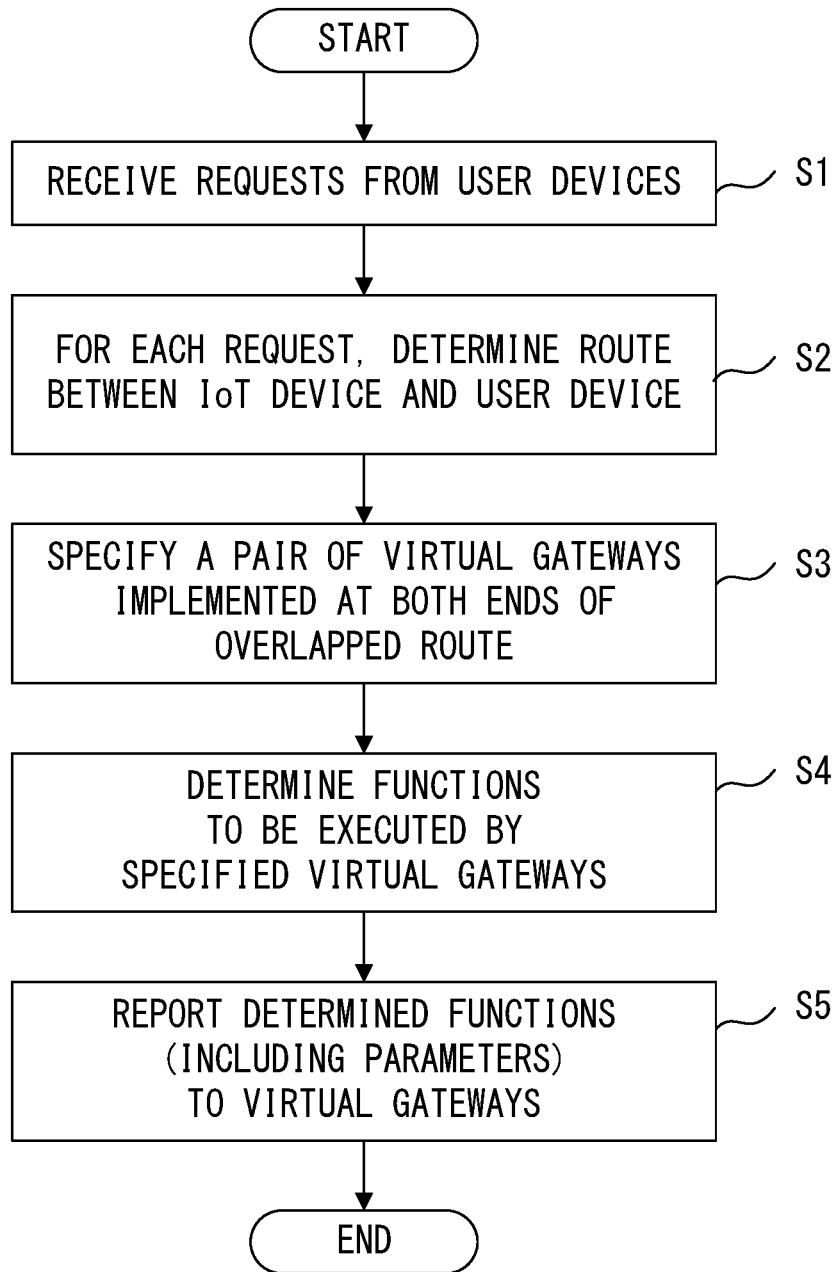 START
RECEIVE REQUESTS FROM USER DEVICES
S1
FOR EACH REQUEST, DETERMINE ROUTE
BETWEEN IoT DEVICE AND USER DEVICE
S2
SPECIFY A PAIR OF VIRTUAL GATEWAYS
IMPLEMENTED AT BOTH ENDS OF
OVERLAPPED ROUTE
S3
DETERMINE FUNCTIONS
TO BE EXECUTED BY
SPECIFIED VIRTUAL GATEWAYS
S4
REPORT DETERMINED FUNCTIONS
(INCLUDING PARAMETERS)
TO VIRTUAL GATEWAYS
S5
END